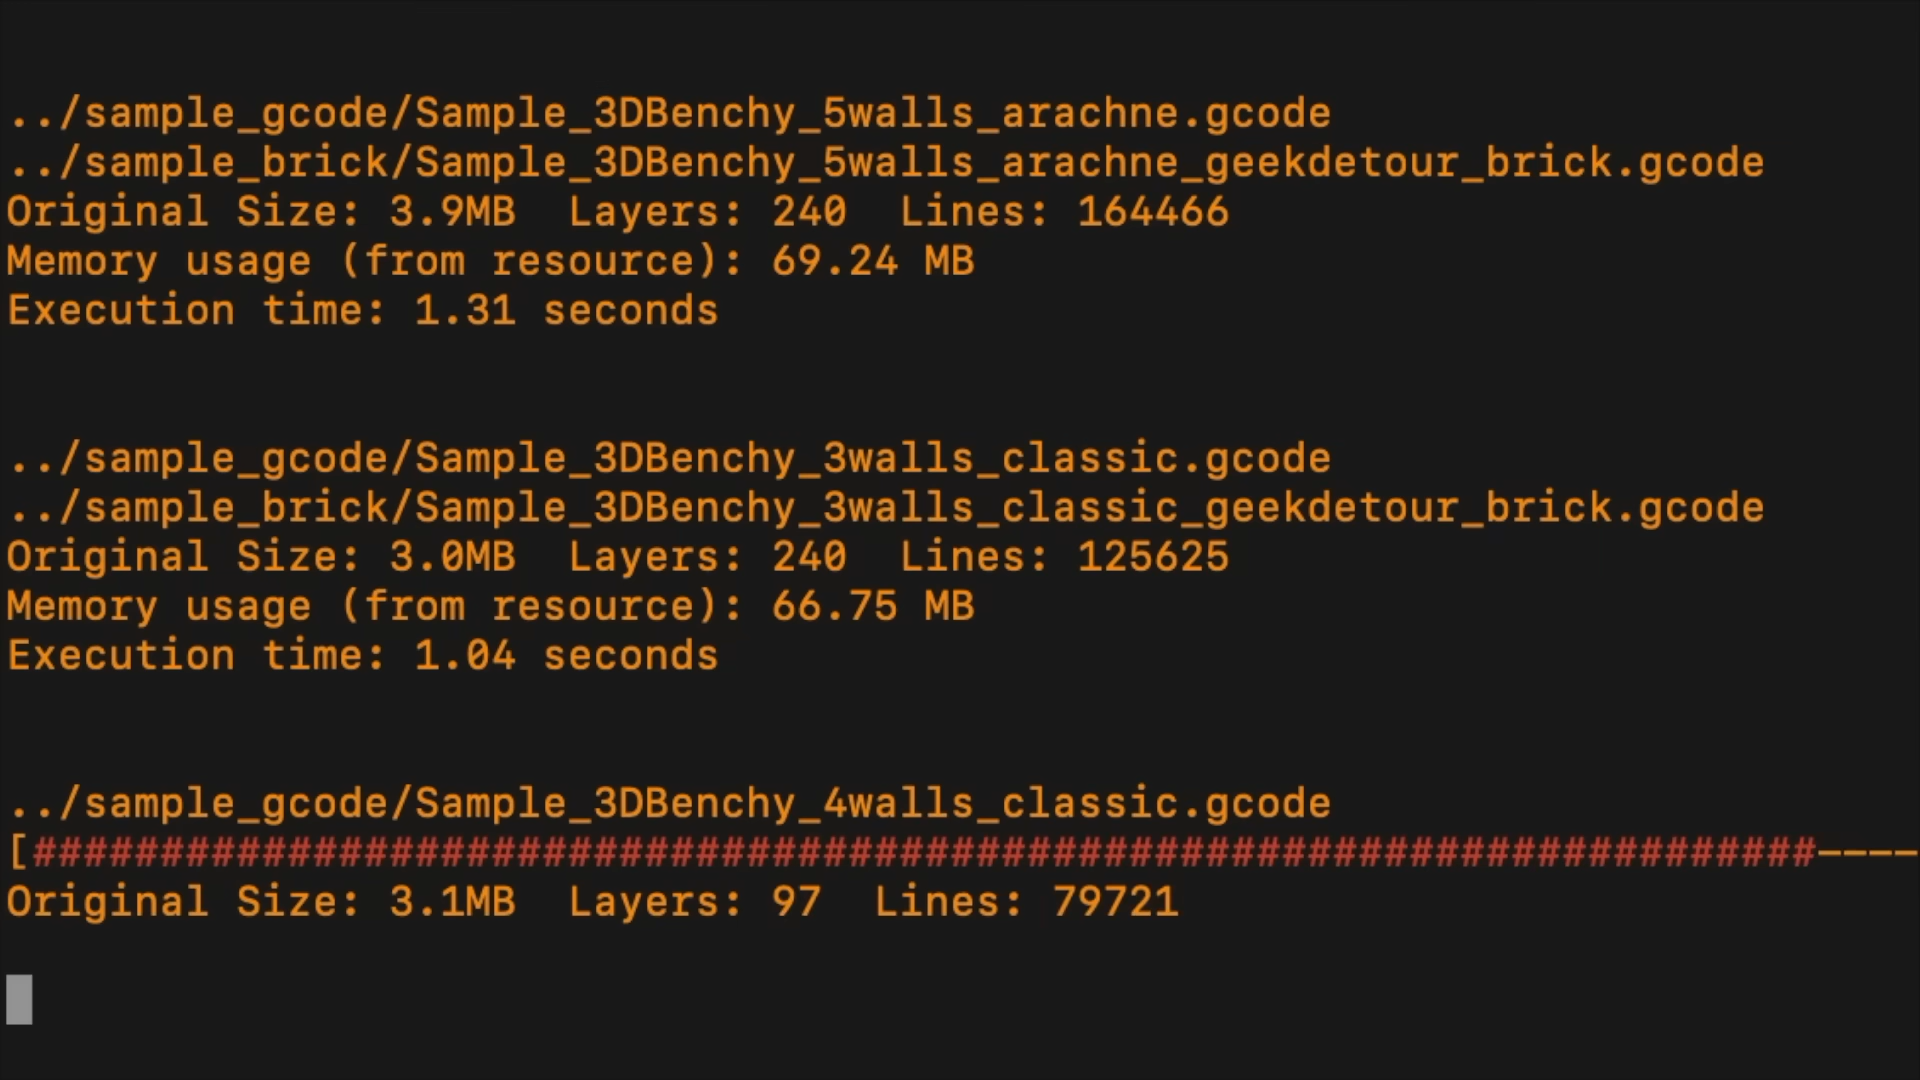 ../sample_gcode/Sample_3DBenchy_5walls_arachne.gcode
../sample_brick/Sample_3DBenchy_5walls_arachne_geekdetour_brick.gcode
Original Size: 3.9MB  Layers: 240  Lines: 164466
Memory usage (from resource): 69.24 MB
Execution time: 1.31 seconds
../sample_gcode/Sample_3DBenchy_3walls_classic.gcode
../sample_brick/Sample_3DBenchy_3walls_classic_geekdetour_brick.gcode
Original Size: 3.0MB  Layers: 240  Lines: 125625
Memory usage (from resource): 66.75 MB
Execution time: 1.04 seconds
../sample_gcode/Sample_3DBenchy_4walls_classic.gcode
[######################################################################----
Original Size: 3.1MB  Layers: 97  Lines: 79721